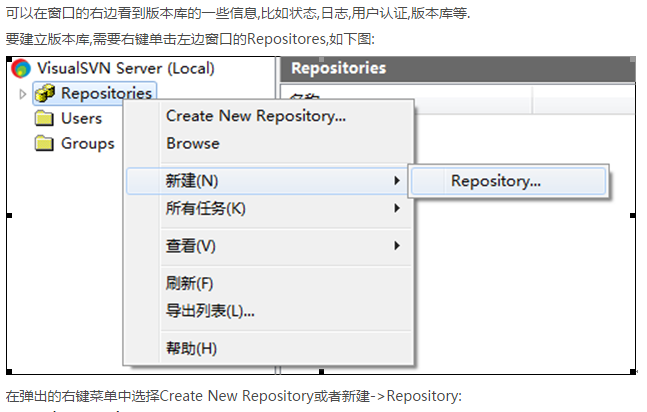 可以在窗口的右边看到版本库的一些信息,比如状态,日志,用户认证,版本库等.
要建立版本库,需要右键单击左边窗口的Repositores,如下图:
VisualSVN Server (Local)
Repositories
Repositories
Users
Groups
Create New Repository...
Browse
新建(N)
Repository...
所有任务(K)
查看(V)
刷新(F)
导出列表(L)...
帮助(H)
在弹出的右键菜单中选择Create New Repository或者新建->Repository: